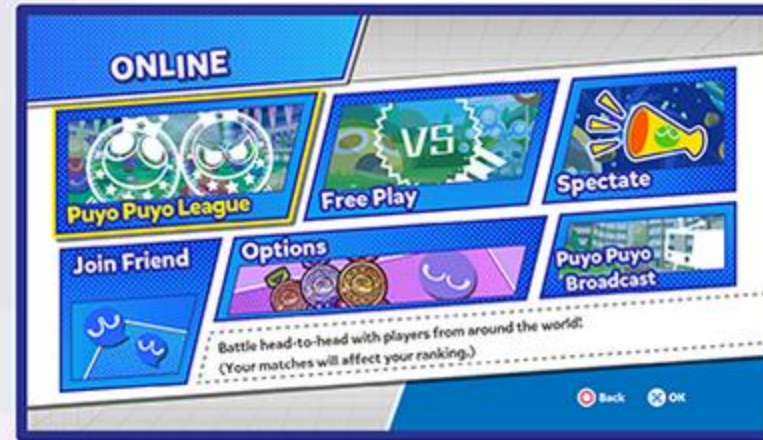 ONLINE
Puyo Puyo League
VS
Free Play
Spectate
Join Friend
Options
Puyo Puyo
Broadcast
Battle head-to-head with players from around the world!
(Your matches will affect your ranking.)
Back OK